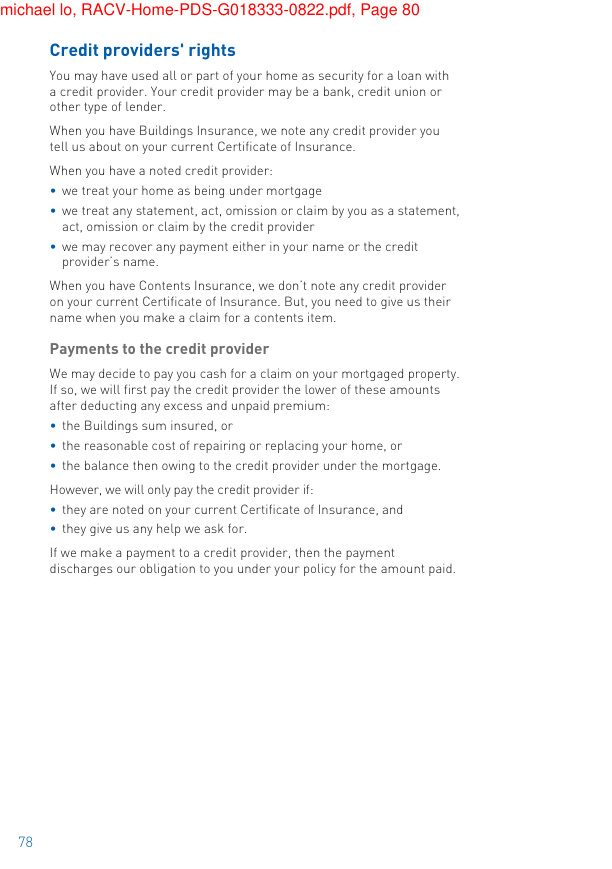 michael lo, RACV-Home-PDS-G018333-0822.pdf, Page 80
Credit providers' rights
You may have used all or part of your home as security for a loan with
a credit provider. Your credit provider may be a bank, credit union or
other type of lender.
When you have Buildings Insurance, we note any credit provider you
tell us about on your current Certificate of Insurance.
When you have a noted credit provider:
• we treat your home as being under mortgage
• we treat any statement, act, omission or claim by you as a statement,
act, omission or claim by the credit provider
• we may recover any payment either in your name or the credit
provider's name.
When you have Contents Insurance, we don't note any credit provider
on your current Certificate of Insurance. But, you need to give us their
name when you make a claim for a contents item.
Payments to the credit provider
We may decide to pay you cash for a claim on your mortgaged property.
If so, we will first pay the credit provider the lower of these amounts
after deducting any excess and unpaid premium:
• the Buildings sum insured, or
• the reasonable cost of repairing or replacing your home, or
• the balance then owing to the credit provider under the mortgage.
However, we will only pay the credit provider if:
• they are noted on your current Certificate of Insurance, and
• they give us any help we ask for.
If we make a payment to a credit provider, then the payment
discharges our obligation to you under your policy for the amount paid.
78